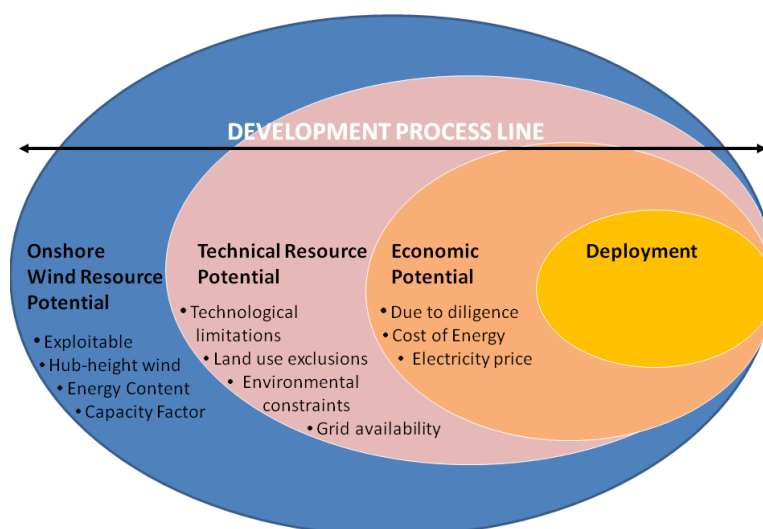 DEVELOPMENT PROCESS LINE
Onshore
Wind Resource
Potential
• Exploitable
• Hub-height wind
• Energy Content
• Capacity Factor
Technical Resource
Potential
• Technological
limitations
• Land use exclusions
• Environmental
constraints
• Grid availability
Economic
Potential
• Due to diligence
• Cost of Energy
• Electricity price
Deployment